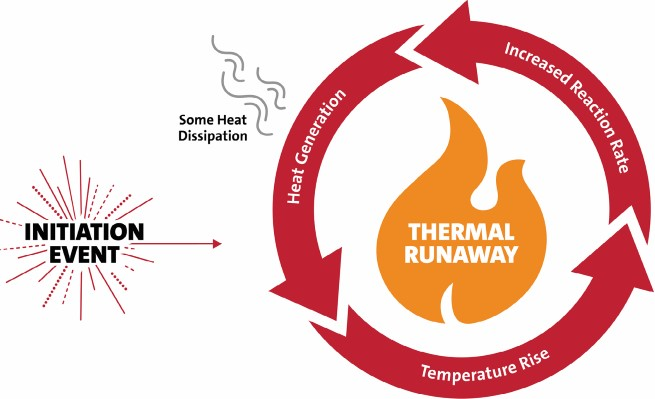 Increased Reaction Rate
Heat Generation
Some Heat
Dissipation
INITIATION
EVENT
THERMAL
RUNAWAY
Temperature Rise